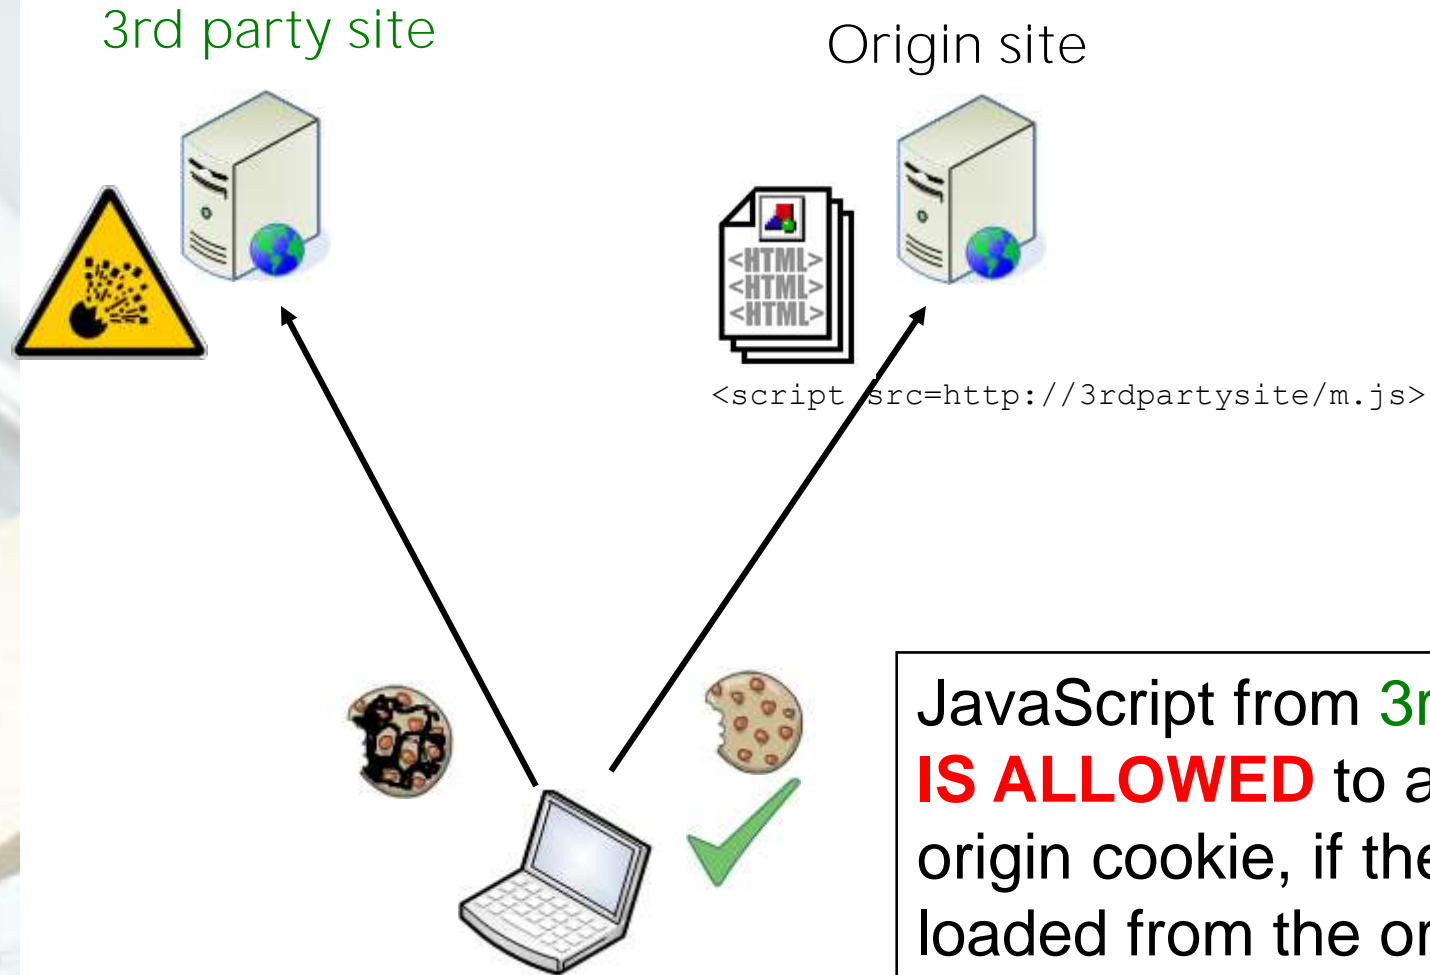 3rd party site
Origin site
<HTML>
<HTML>
<HTML>
<script src=http://3rdpartysite/m.js>
JavaScript from
IS ALLOWED to
origin cookie, if
loaded from the